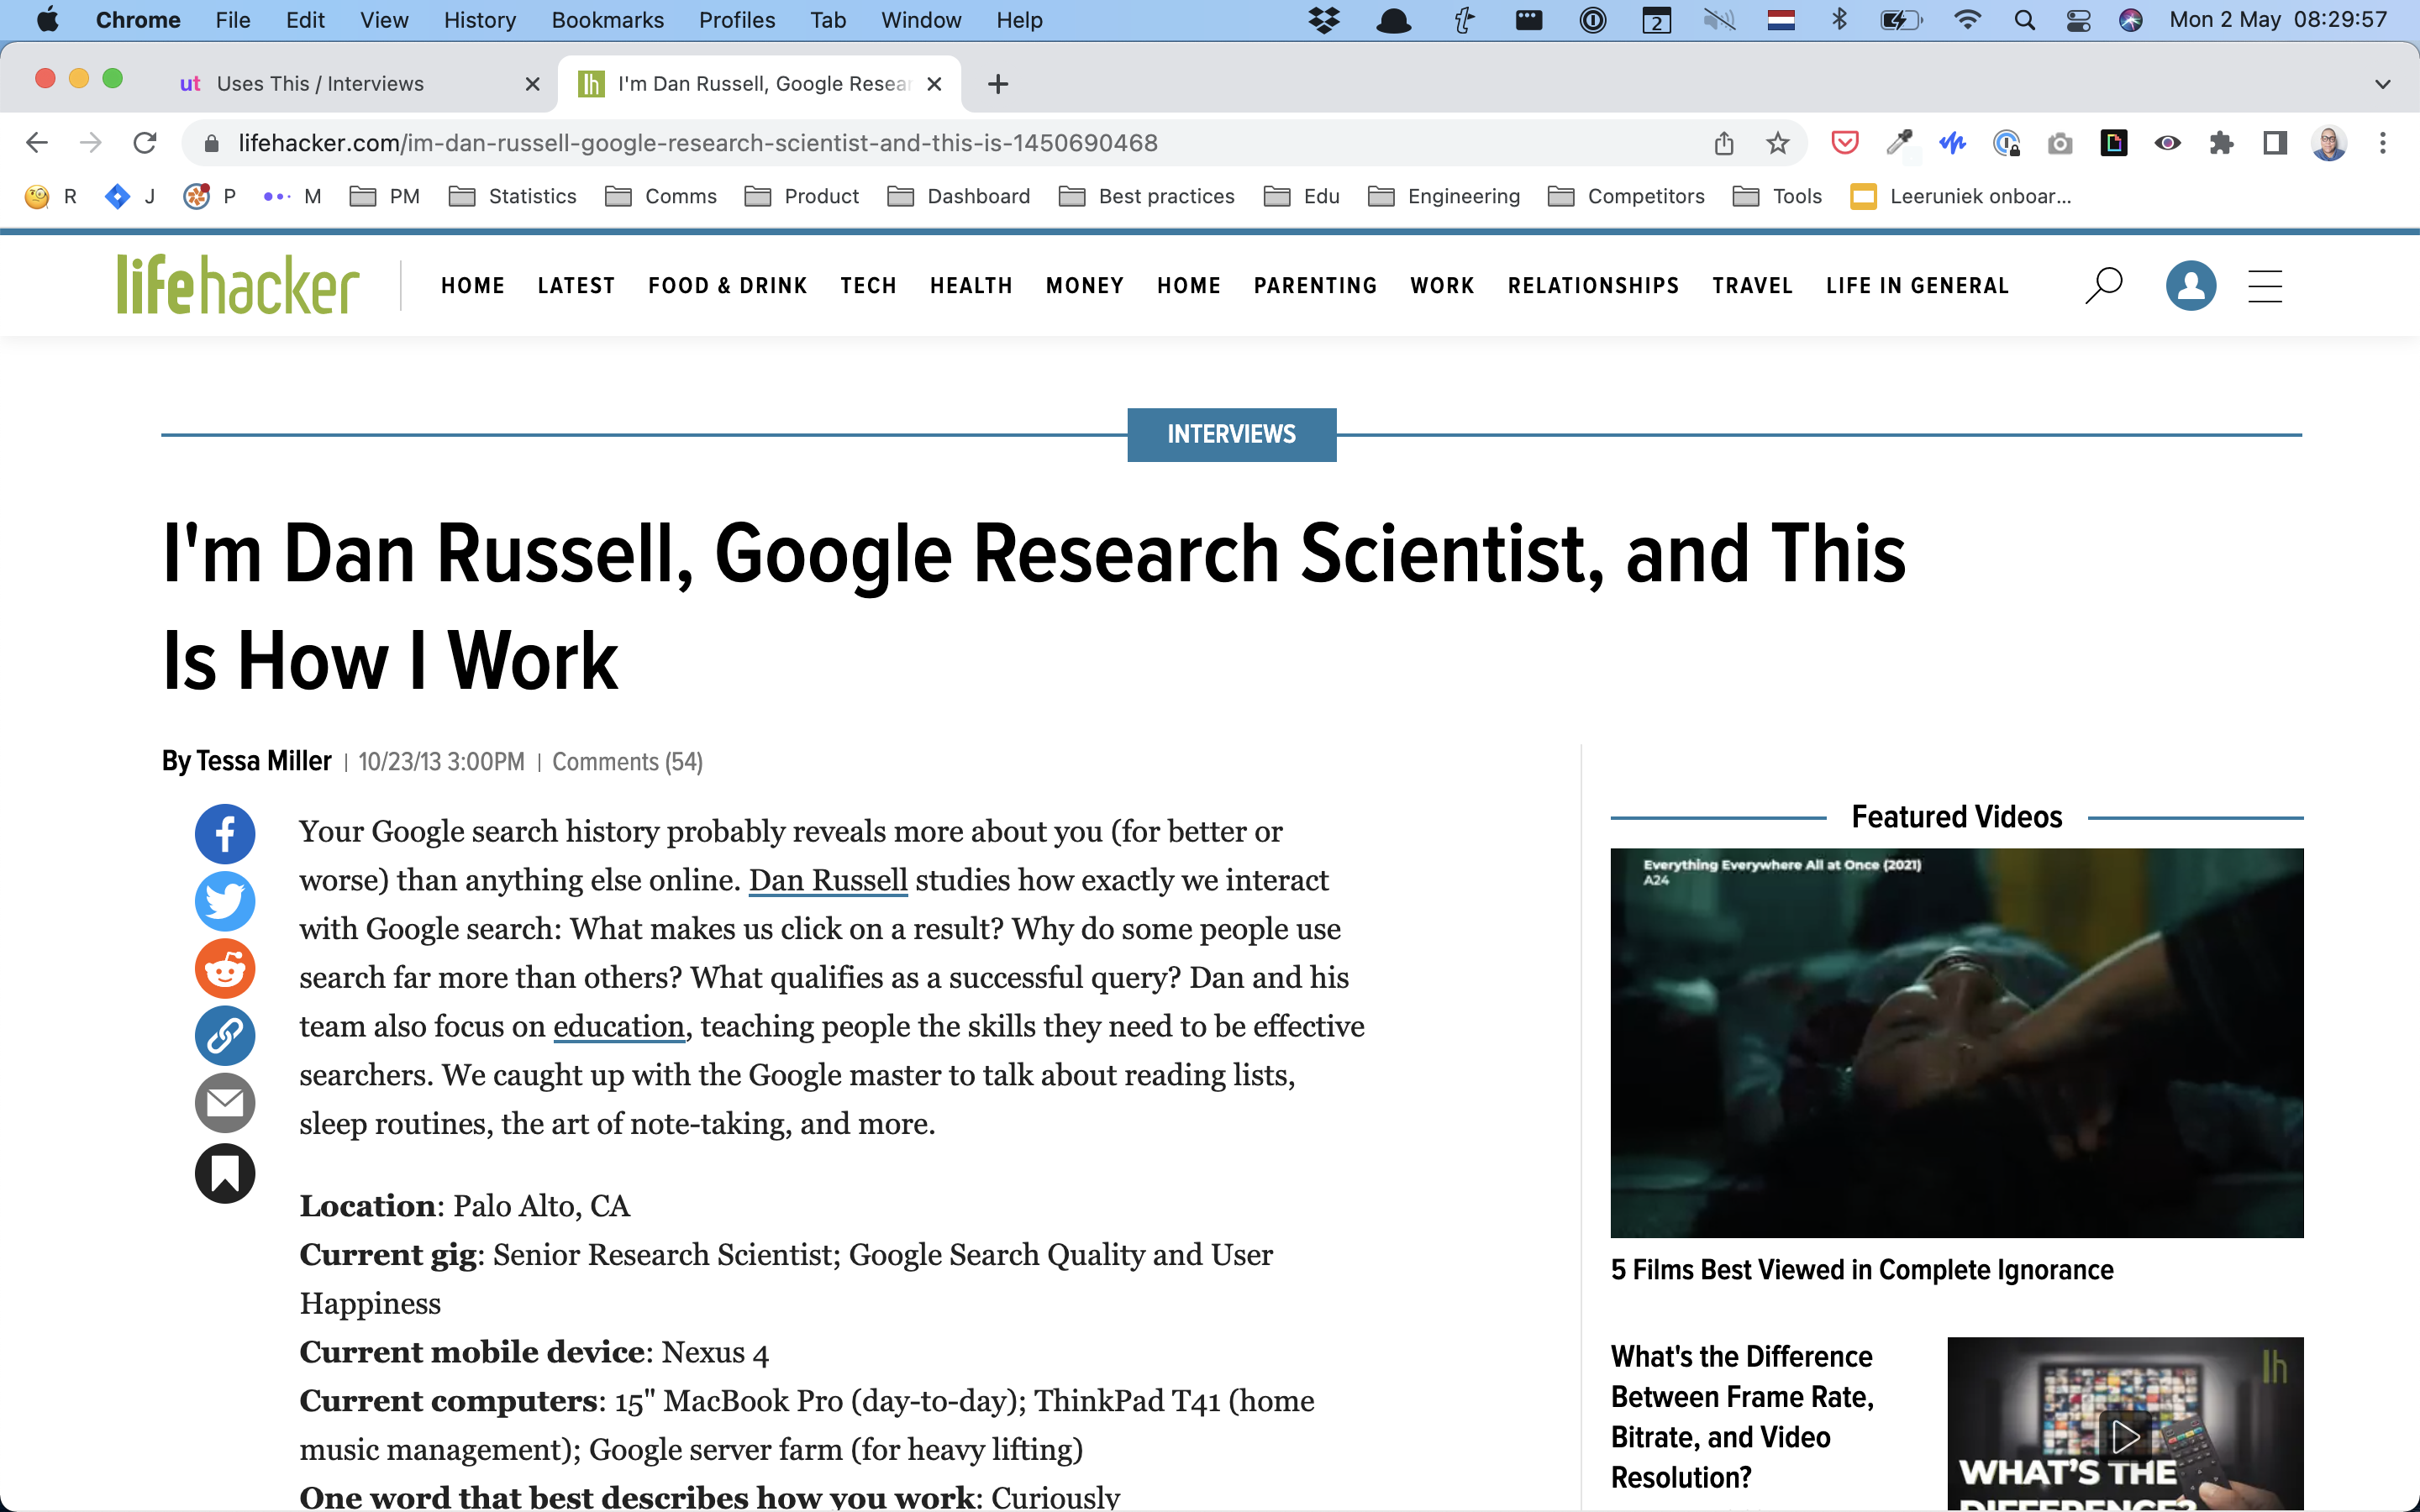 Chrome File Edit View History Bookmarks Profiles Tab Window Help 2 Mon 2 May 08:29:57
ut Uses This / Interviews
lh I'm Dan Russell, Google Resear
lifehacker.com/im-dan-russell-google-research-scientist-and-this-is-1450690468
R J P M PM Statistics Comms Product Dashboard Best practices Edu Engineering Competitors Tools Leeruniek onboar...
lifehacker HOME LATEST FOOD & DRINK TECH HEALTH MONEY HOME PARENTING WORK RELATIONSHIPS TRAVEL LIFE IN GENERAL
INTERVIEWS
I'm Dan Russell, Google Research Scientist, and This
Is How I Work
By Tessa Miller | 10/23/13 3:00PM | Comments (54)
Your Google search history probably reveals more about you (for better or
worse) than anything else online. Dan Russell studies how exactly we interact
with Google search: What makes us click on a result? Why do some people use
search far more than others? What qualifies as a successful query? Dan and his
team also focus on education, teaching people the skills they need to be effective
searchers. We caught up with the Google master to talk about reading lists,
sleep routines, the art of note-taking, and more.
Location: Palo Alto, CA
Current gig: Senior Research Scientist; Google Search Quality and User
Happiness
Current mobile device: Nexus 4
Current computers: 15" MacBook Pro (day-to-day); ThinkPad T41 (home
music management); Google server farm (for heavy lifting)
One word that best describes how you work: Curiously
Featured Videos
Everything Everywhere All at Once (2021)
A24
5 Films Best Viewed in Complete Ignorance
What's the Difference
Between Frame Rate,
Bitrate, and Video
Resolution?
lh
WHAT'S THE
DIFFERENCE?